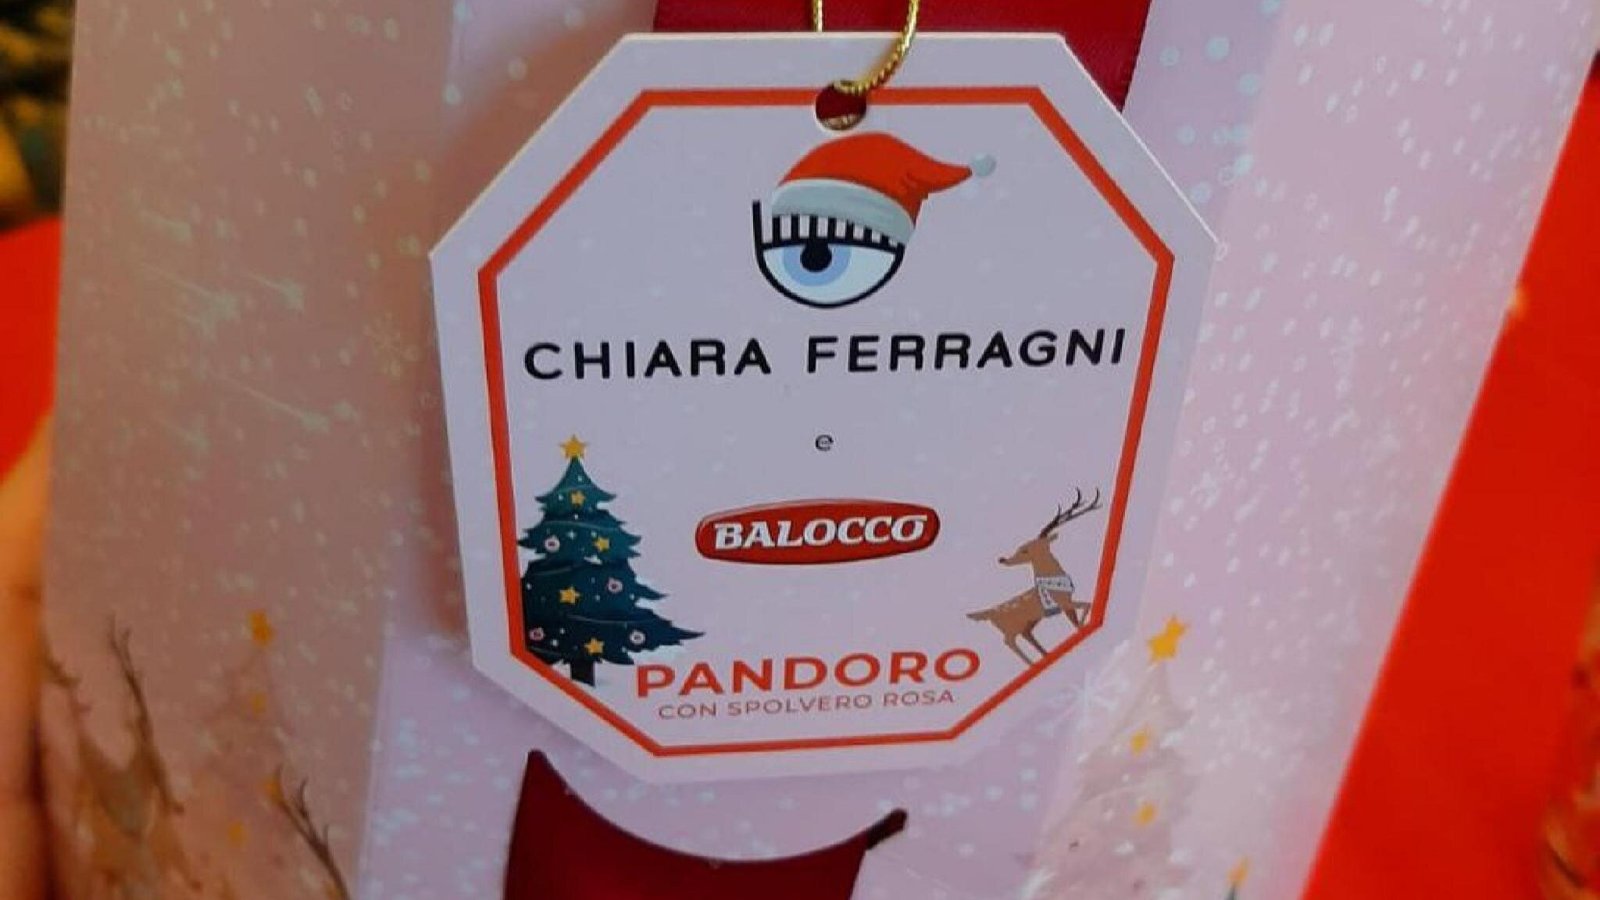 CHIARA FERRAGNI
e
BALOCCO
PANDORO
CON SPOLVERO ROSA